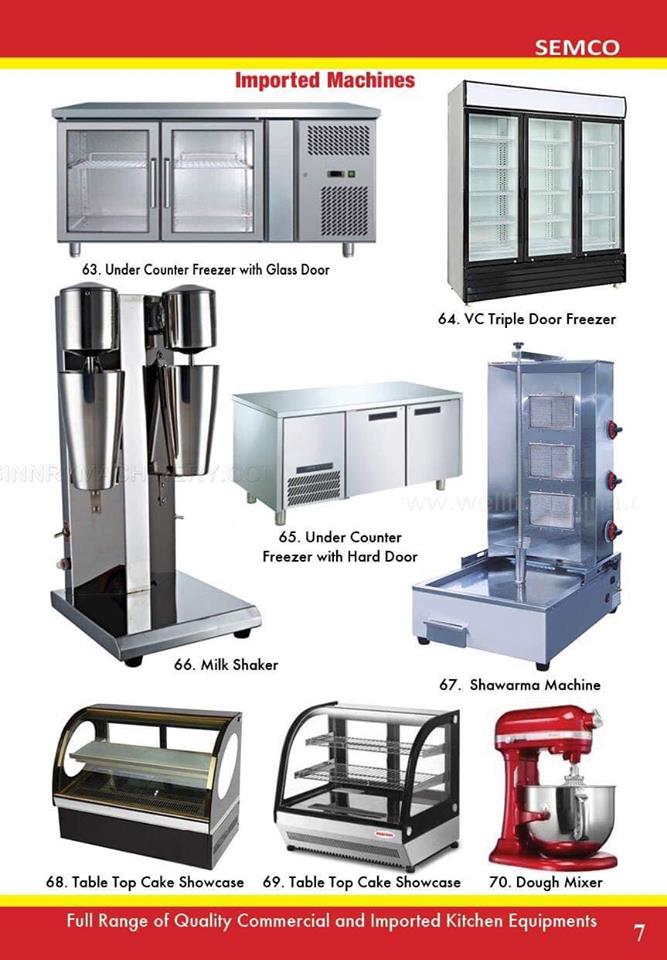 SEMCO
Imported Machines
63. Under Counter Freezer with Glass Door
64. VC Triple Door Freezer
65. Under Counter
Freezer with Hard Door
66. Milk Shaker
67. Shawarma Machine
68. Table Top Cake Showcase
69. Table Top Cake Showcase
70. Dough Mixer
Full Range of Quality Commercial and Imported Kitchen Equipments
7